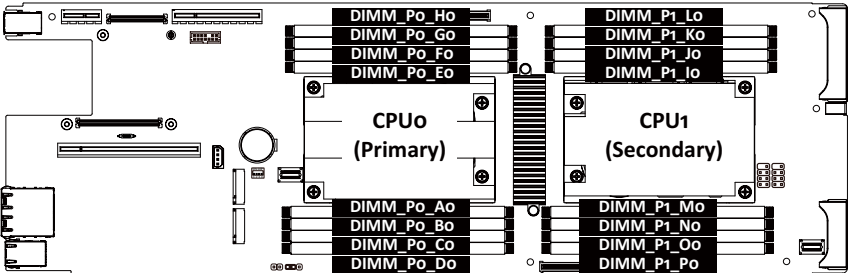 DIMM_P0_H0
DIMM_P0_G0
DIMM_P0_F0
DIMM_P0_E0
CPU0
(Primary)
DIMM_P0_A0
DIMM_P0_B0
DIMM_P0_C0
DIMM_P0_D0
DIMM_P1_L0
DIMM_P1_K0
DIMM_P1_J0
DIMM_P1_I0
CPU1
(Secondary)
DIMM_P1_M0
DIMM_P1_N0
DIMM_P1_O0
DIMM_P1_P0